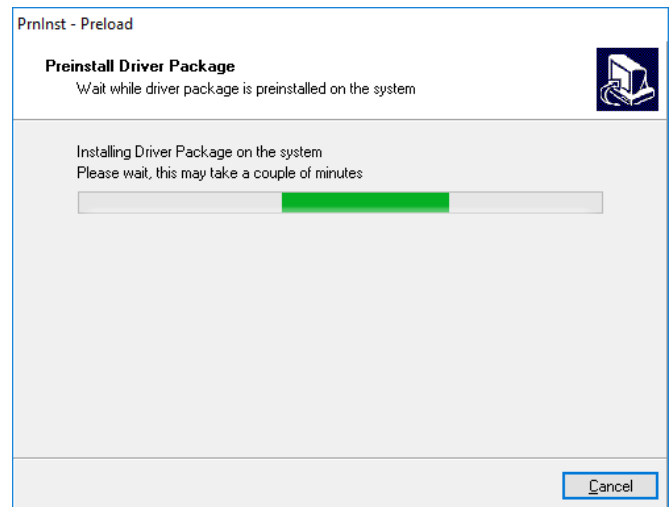 PrnInst - Preload
Preinstall Driver Package
Wait while driver package is preinstalled on the system
Installing Driver Package on the system
Please wait, this may take a couple of minutes
Cancel